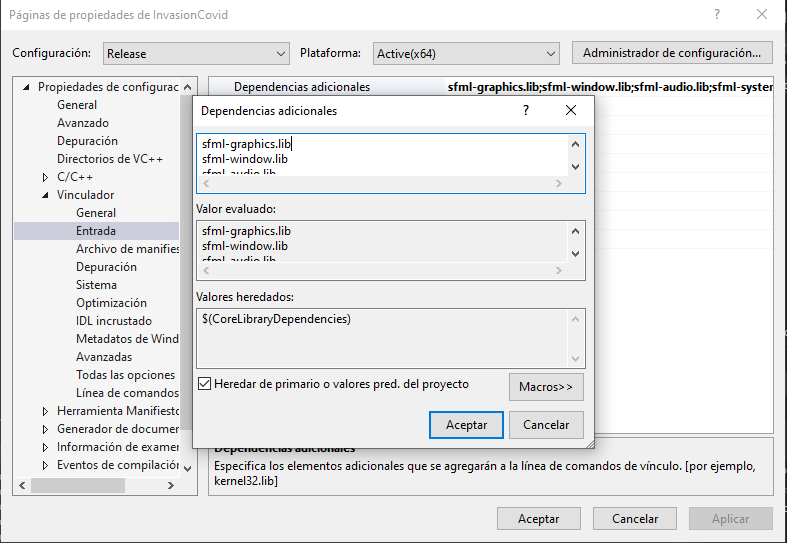 Páginas de propiedades de InvasionCovid
Configuración: Release Plataforma: Active(x64) Administrador de configuración...
Propiedades de configurac
General
Avanzado
Depuración
Directorios de VC++
C/C++
Vinculador
General
Entrada
Archivo de manifies
Depuración
Sistema
Optimización
IDL incrustado
Metadatos de Wind
Avanzadas
Todas las opciones
Línea de comandos
Herramienta Manifiesto
Generador de documen
Información de examen
Eventos de compilación
Dependencias adicionales sfml-graphics.lib;sfml-window.lib;sfml-audio.lib;sfml-system
Dependencias adicionales
sfml-graphics.lib
sfml-window.lib
sfml-audio.lib
Valor evaluado:
sfml-graphics.lib
sfml-window.lib
sfml-audio.lib
Valores heredados:
$(CoreLibraryDependencies)
Heredar de primario o valores pred. del proyecto
Macros>>
Aceptar Cancelar
Dependencias adicionales
Especifica los elementos adicionales que se agregarán a la línea de comandos de vínculo. [por ejemplo,
kernel32.lib]
Aceptar Cancelar Aplicar